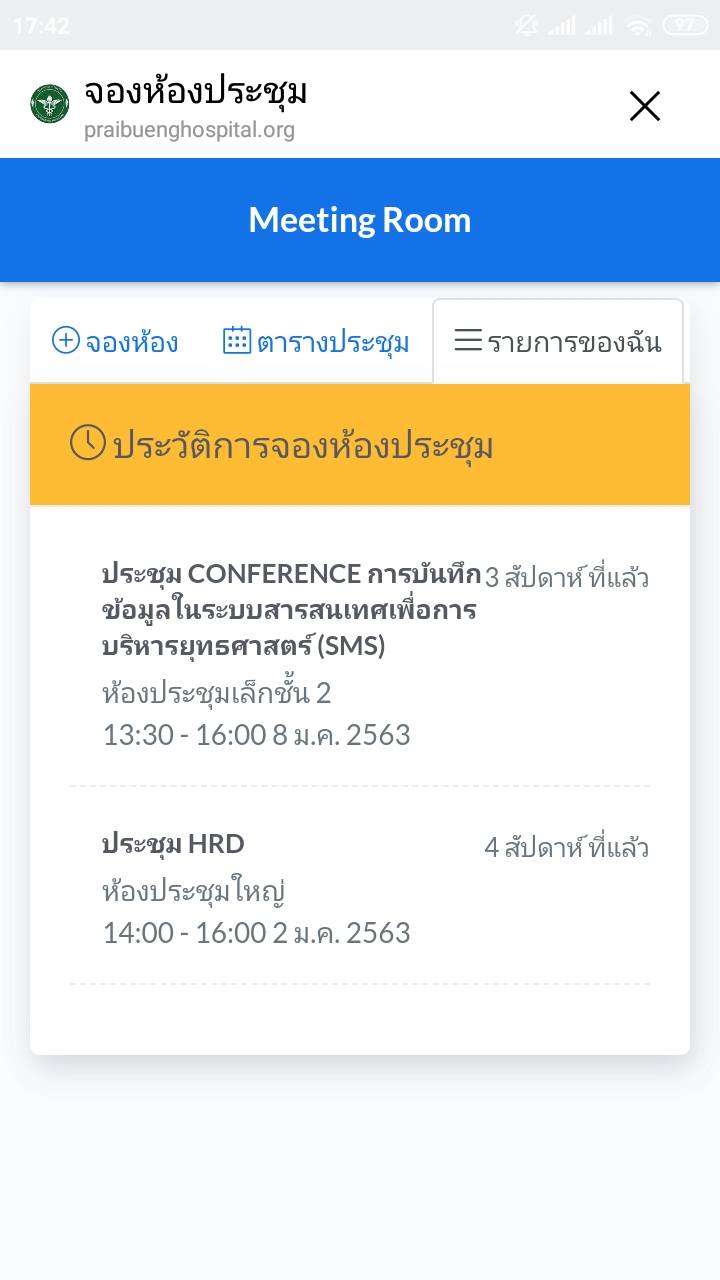 17:42
97
จองห้องประชุม
praibuenghospital.org
Meeting Room
จองห้อง
ตารางประชุม
รายการของฉัน
ประวัติการจองห้องประชุม
ประชุม CONFERENCE การบันทึก
3 สัปดาห์ ที่แล้ว
ข้อมูลในระบบสารสนเทศเพื่อการ
บริหารยุทธศาสตร์ (SMS)
ห้องประชุมเล็กชั้น 2
13:30 - 16:00 8 ม.ค. 2563
ประชุม HRD
4 สัปดาห์ ที่แล้ว
ห้องประชุมใหญ่
14:00 - 16:00 2 ม.ค. 2563